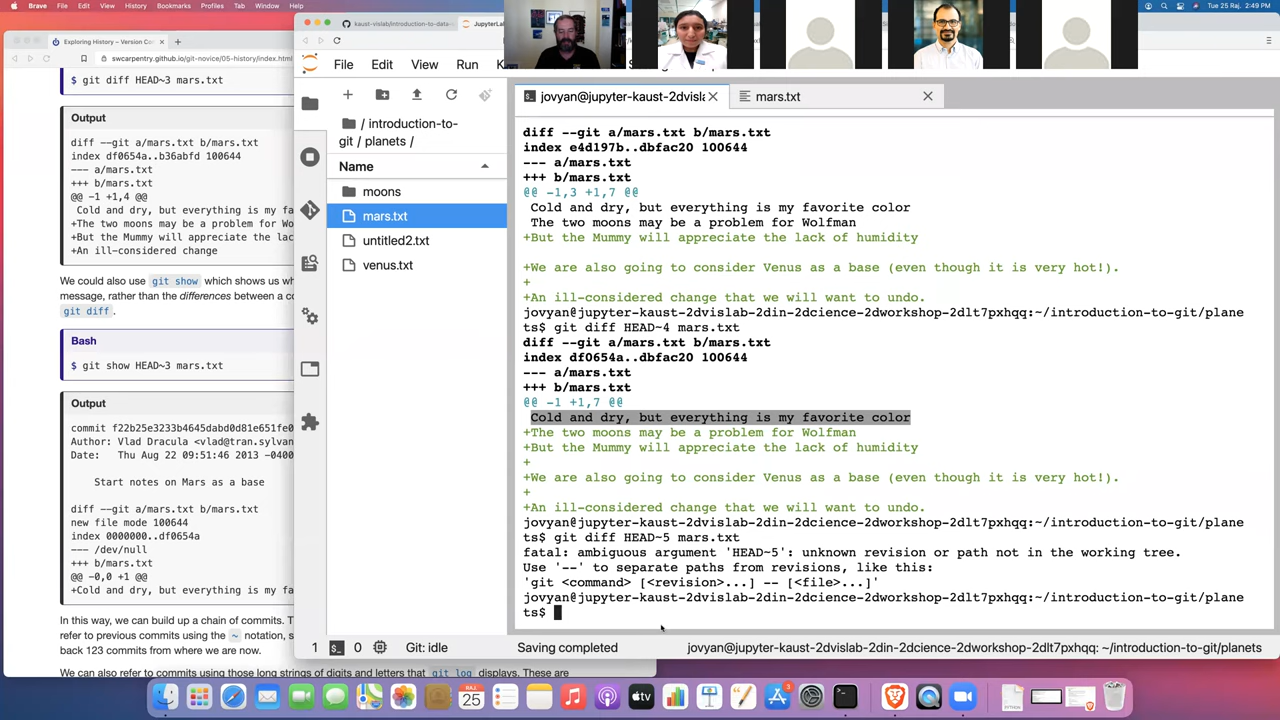 Brave File Edit View History Bookmarks Profiles Tab Window Help
Tue 25 Raj. 2:49 PM
Exploring History – Version Co
swcarpentry.github.io/git-novice/05-history/index.html
$ git diff HEAD~3 mars.txt
Output
diff --git a/mars.txt b/mars.txt
index df0654a..b36abfd 100644
--- a/mars.txt
+++ b/mars.txt
@@ -1 +1,4 @@
Cold and dry, but everything is my fa
+The two moons may be a problem for Wo
+But the Mummy will appreciate the lac
+An ill-considered change
We could also use git show which shows us wh
message, rather than the differences between a co
git diff.
Bash
$ git show HEAD~3 mars.txt
Output
commit f22b25e3233b4645dabd0d81e651fe0
Author: Vlad Dracula <vlad@tran.sylvan
Date: Thu Aug 22 09:51:46 2013 -0400
Start notes on Mars as a base
diff --git a/mars.txt b/mars.txt
new file mode 100644
index 0000000..df0654a
--- /dev/null
+++ b/mars.txt
@@ -0,0 +1 @@
+Cold and dry, but everything is my fa
In this way, we can build up a chain of commits. T
refer to previous commits using the ~ notation, s
back 123 commits from where we are now.
We can also refer to commits using those long strings of digits and letters that git log displays. These are
kaust-vislab/introduction-to-data-
JupyterLab
File Edit View Run K
/ introduction-to-
git / planets /
Name
moons
mars.txt
untitled2.txt
venus.txt
jovyan@jupyter-kaust-2dvisla
mars.txt
diff --git a/mars.txt b/mars.txt
index e4d197b..dbfac20 100644
--- a/mars.txt
+++ b/mars.txt
@@ -1,3 +1,7 @@
Cold and dry, but everything is my favorite color
The two moons may be a problem for Wolfman
+But the Mummy will appreciate the lack of humidity
+We are also going to consider Venus as a base (even though it is very hot!).
+
+An ill-considered change that we will want to undo.
jovyan@jupyter-kaust-2dvislab-2din-2dcience-2dworkshop-2dlt7pxhqq:~/introduction-to-git/plane
ts$ git diff HEAD~4 mars.txt
diff --git a/mars.txt b/mars.txt
index df0654a..dbfac20 100644
--- a/mars.txt
+++ b/mars.txt
@@ -1 +1,7 @@
Cold and dry, but everything is my favorite color
+The two moons may be a problem for Wolfman
+But the Mummy will appreciate the lack of humidity
+
+We are also going to consider Venus as a base (even though it is very hot!).
+
+An ill-considered change that we will want to undo.
jovyan@jupyter-kaust-2dvislab-2din-2dcience-2dworkshop-2dlt7pxhqq:~/introduction-to-git/plane
ts$ git diff HEAD~5 mars.txt
fatal: ambiguous argument 'HEAD~5': unknown revision or path not in the working tree.
Use '--' to separate paths from revisions, like this:
'git <command> [<revision>...] -- [<file>...]'
jovyan@jupyter-kaust-2dvislab-2din-2dcience-2dworkshop-2dlt7pxhqq:~/introduction-to-git/plane
ts$
1 $_ 0 Git: idle Saving completed jovyan@jupyter-kaust-2dvislab-2din-2dcience-2dworkshop-2dlt7pxhqq: ~/introduction-to-git/planets
RAJ.
25
tv
3